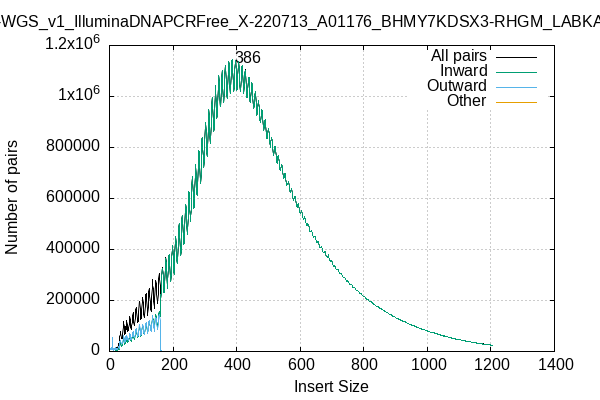 -WGS_v1_IlluminaDNAPCRFree_X-220713_A01176_BHMY7KDSX3-RHGM_LABKA
1.2x10^6
1x10^6
800000
600000
400000
200000
0
0 200 400 600 800 1000 1200 1400
Number of pairs
Insert Size
386
All pairs
Inward
Outward
Other